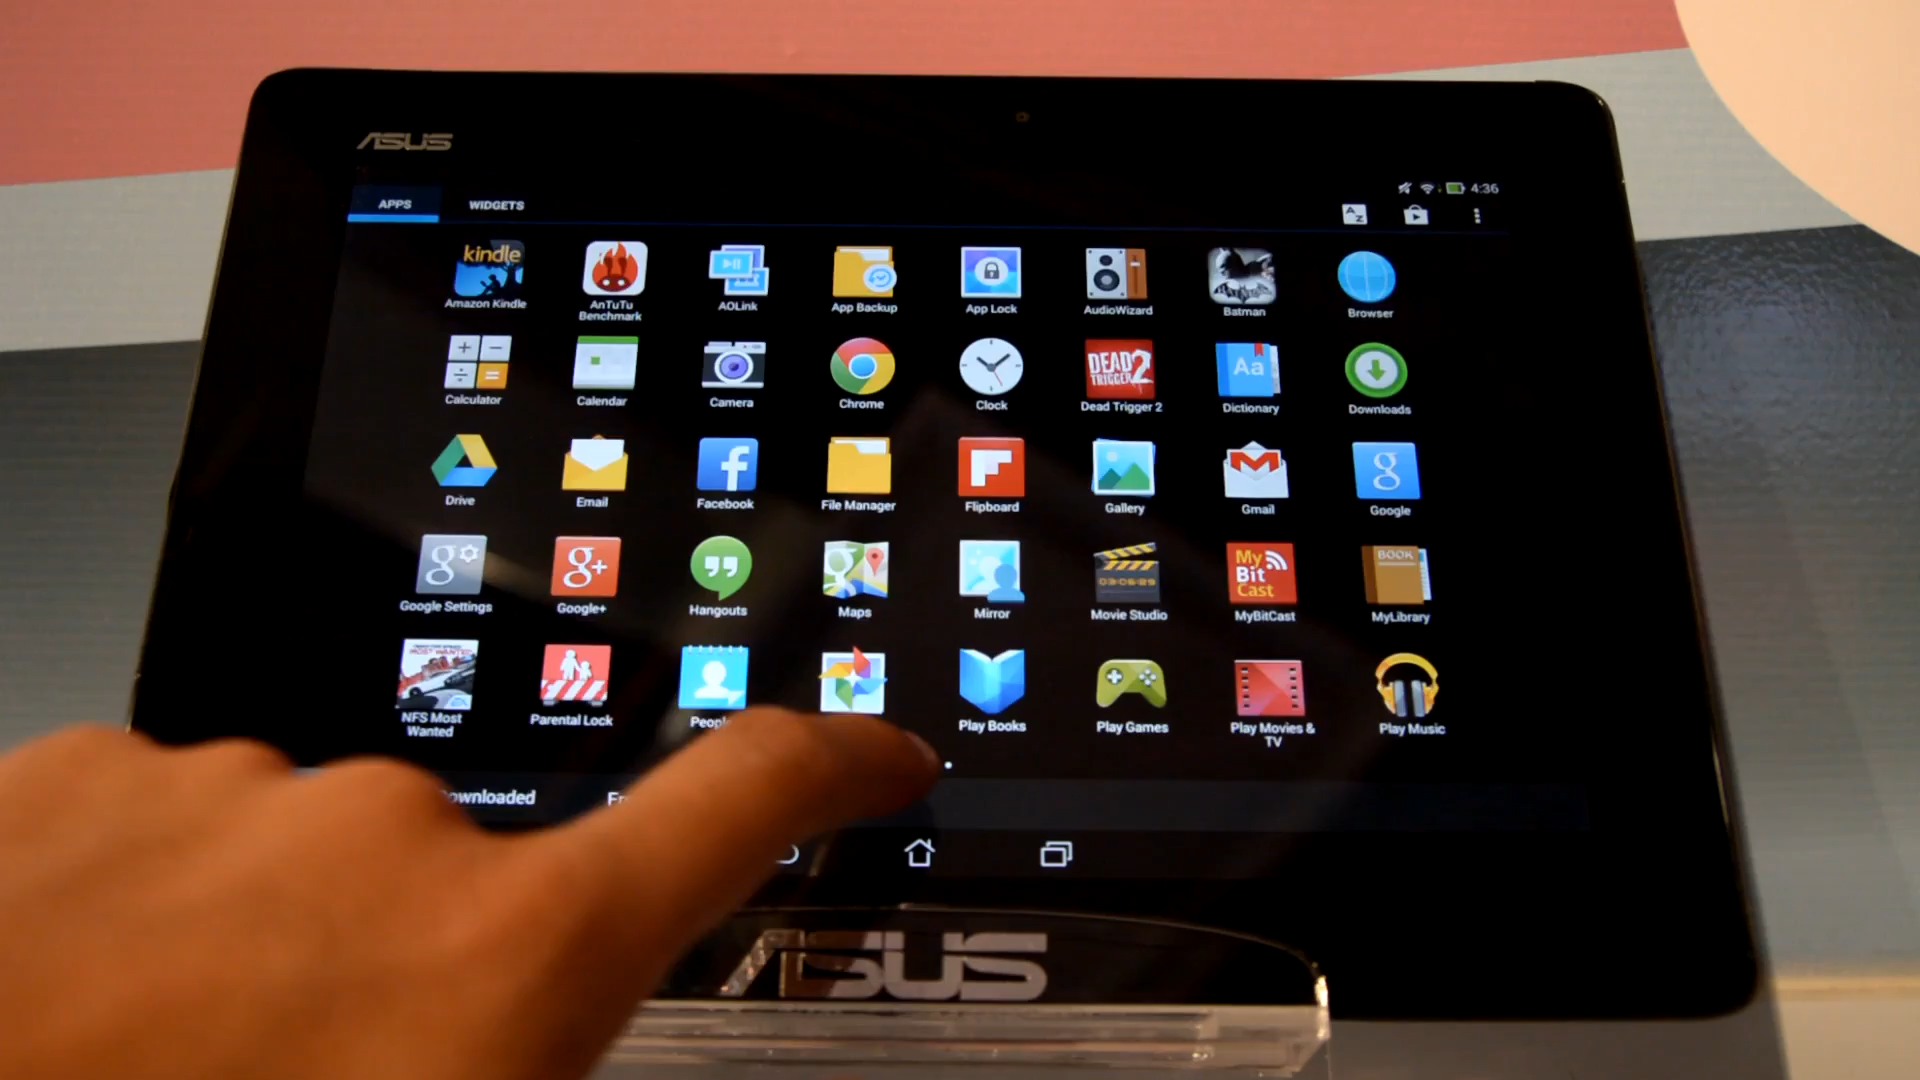 ASUS
4:36
APPS WIDGETS
A Z
kindle
Amazon Kindle AnTuTu Benchmark AOLink App Backup App Lock AudioWizard Batman Browser
DEAD TRIGGER 2
Aa
Calculator Calendar Camera Chrome Clock Dead Trigger 2 Dictionary Downloads
Drive Email Facebook File Manager Flipboard Gallery Gmail Google
My Bit Cast
BOOK
Google Settings Google+ Hangouts Maps Mirror Movie Studio MyBitCast MyLibrary
MOST WANTED
NFS Most Wanted Parental Lock Peopl Play Books Play Games Play Movies & TV Play Music
ownloaded
ASUS